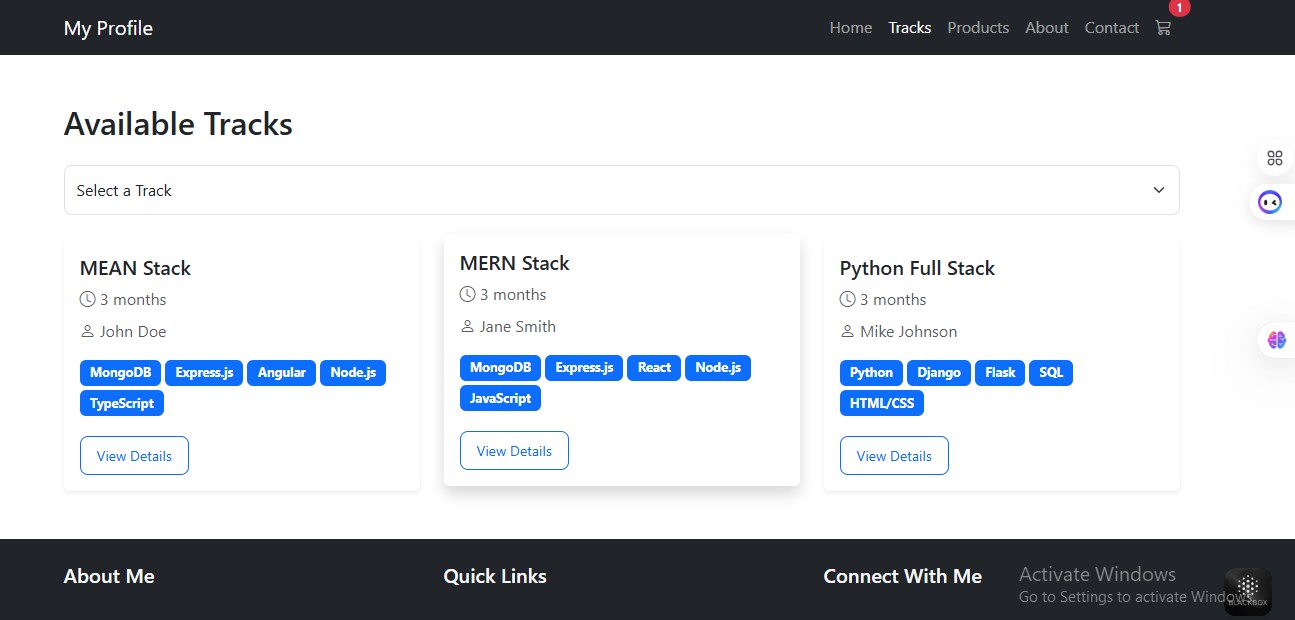 My Profile
Home Tracks Products About Contact 1
Available Tracks
Select a Track
MEAN Stack
3 months
John Doe
MongoDB Express.js Angular Node.js
TypeScript
View Details
MERN Stack
3 months
Jane Smith
MongoDB Express.js React Node.js
JavaScript
View Details
Python Full Stack
3 months
Mike Johnson
Python Django Flask SQL
HTML/CSS
View Details
About Me
Quick Links
Connect With Me
Activate Windows
Go to Settings to activate Windows.
BLACKBOX